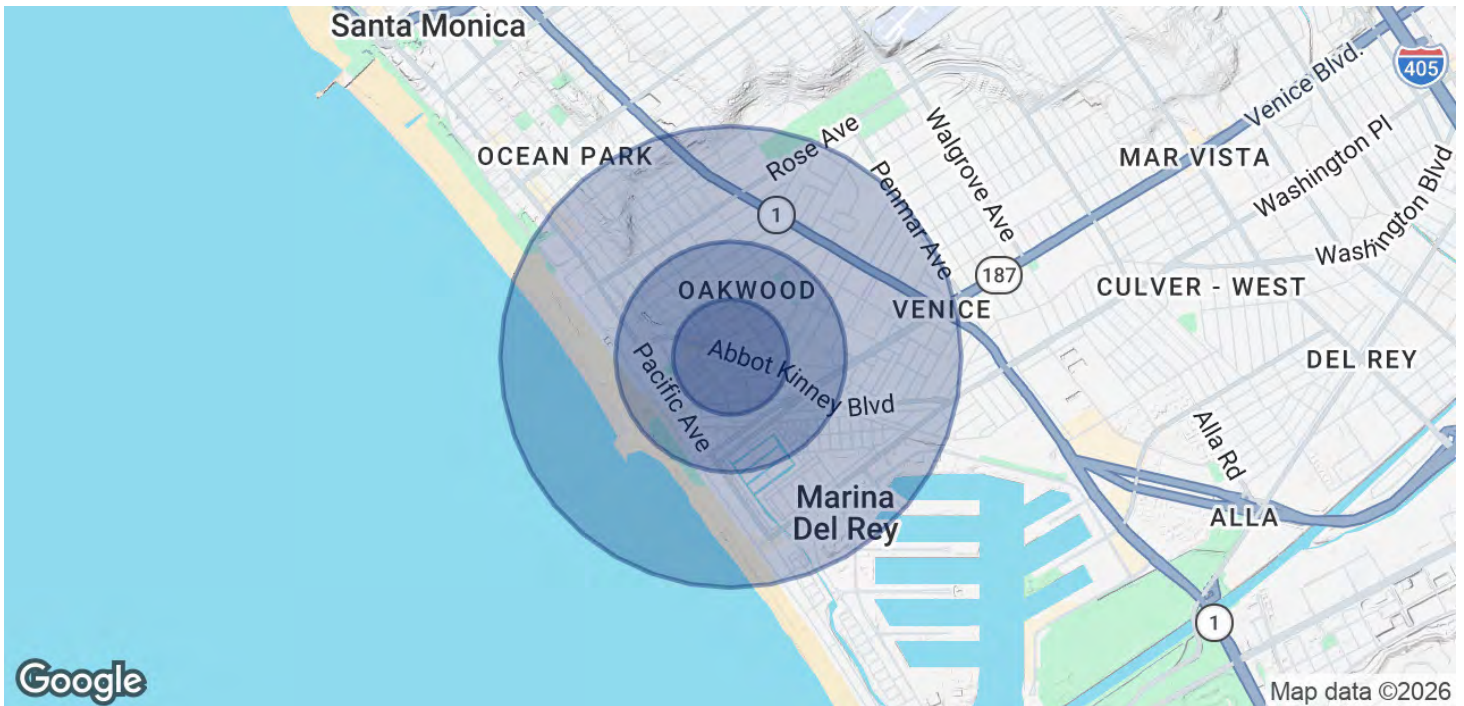 Santa Monica
405
Venice Blvd.
Washington Pl
Rose Ave
Walgrove Ave
OCEAN PARK
MAR VISTA
Washington Blvd
Penmar Ave
1
187
OAKWOOD
CULVER - WEST
VENICE
Abbot Kinney Blvd
DEL REY
Pacific Ave
Alla Rd
Marina
Del Rey
ALLA
1
Google
Map data ©2026